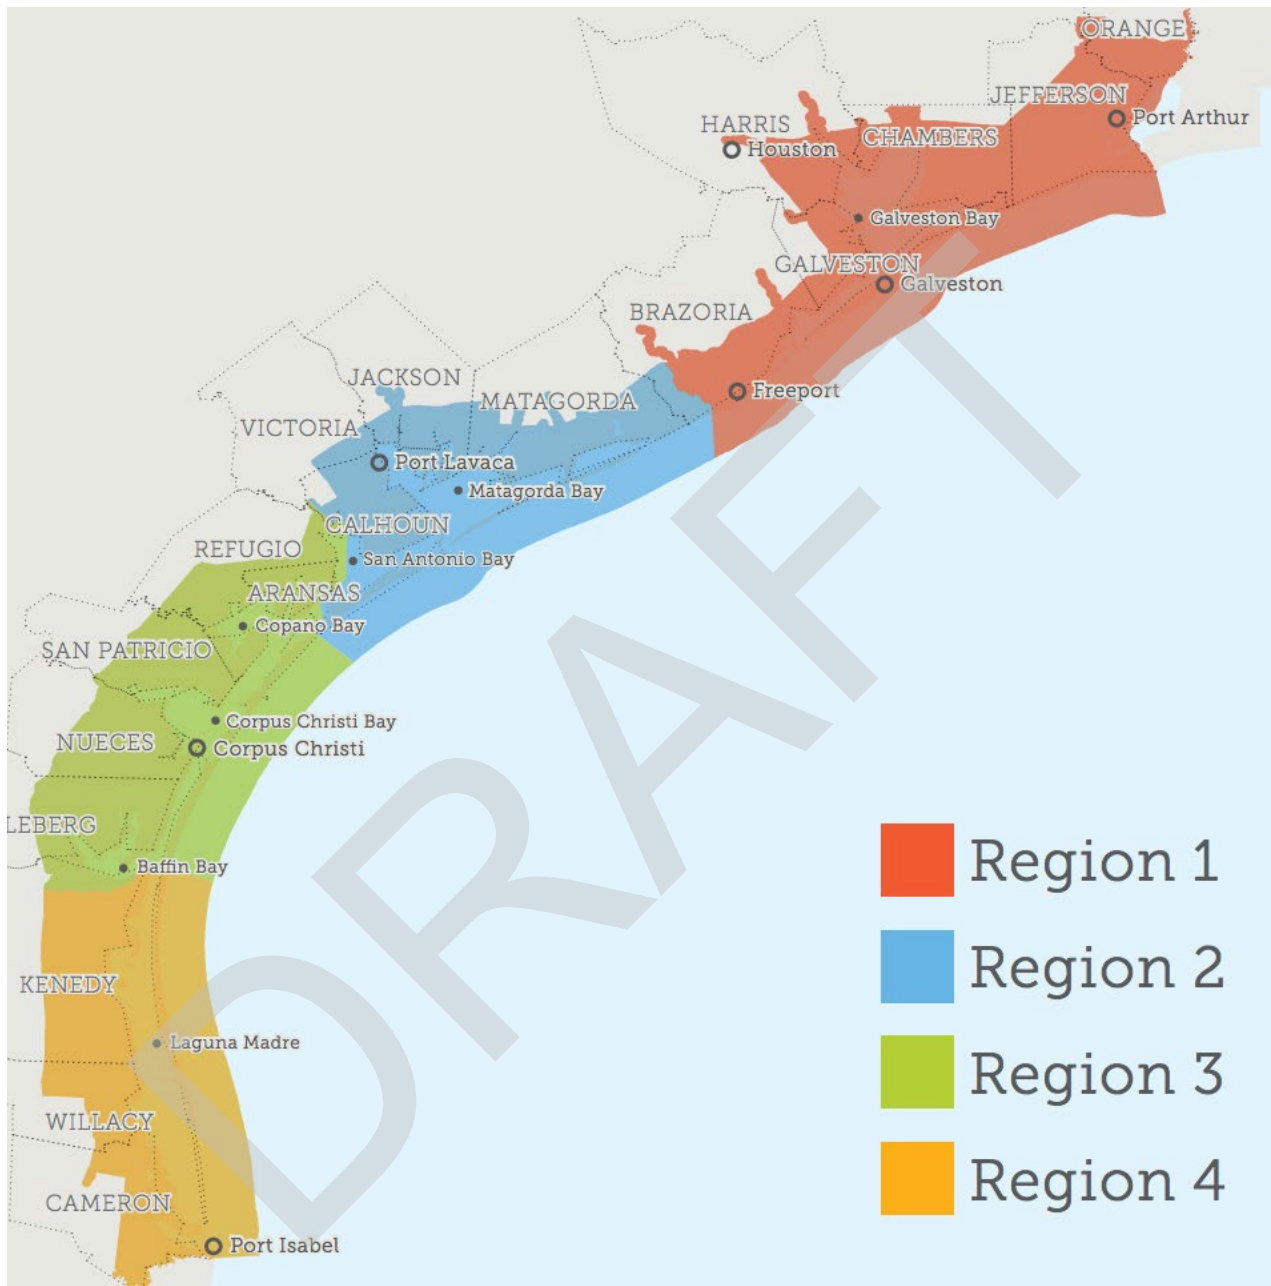 ORANGE
JEFFERSON
Port Arthur
HARRIS
CHAMBERS
Houston
Galveston Bay
GALVESTON
Galveston
BRAZORIA
JACKSON
Freeport
MATAGORDA
VICTORIA
Port Lavaca
Matagorda Bay
CALHOUN
REFUGIO
San Antonio Bay
ARANSAS
Copano Bay
SAN PATRICIO
Corpus Christi Bay
NUECES
Corpus Christi
LEBERG
Baffin Bay
KENEDY
Laguna Madre
WILLACY
CAMERON
Port Isabel
Region 1
Region 2
Region 3
Region 4
DRAFT